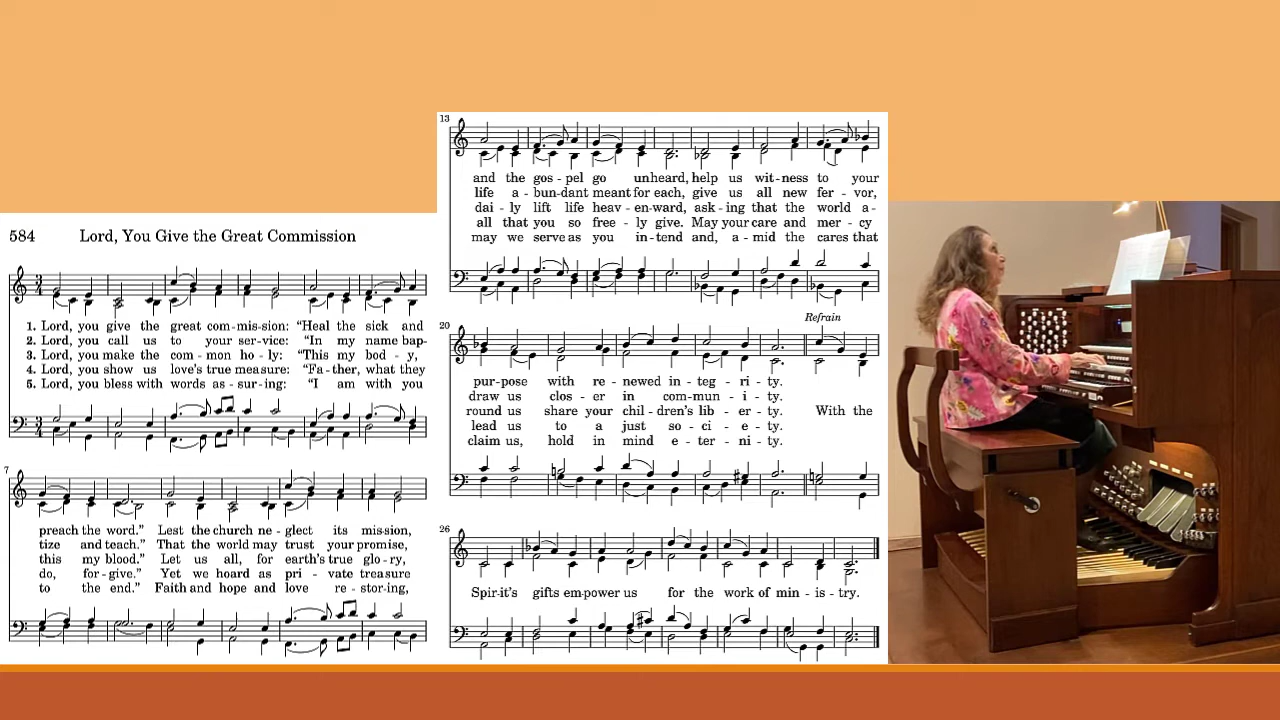 584 Lord, You Give the Great Commission
1. Lord, you give the great com-mis-sion: “Heal the sick and
2. Lord, you call us to your ser-vice: “In my name bap-
3. Lord, you make the com-mon ho-ly: “This my bod-y,
4. Lord, you show us love's true measure: “Fa-ther, what they
5. Lord, you bless with words as-sur-ing: “I am with you
7
preach the word.” Lest the church ne-glect its mis-sion,
tize and teach.” That the world may trust your promise,
this my blood.” Let us all, for earth's true glo-ry,
do, for-give.” Yet we hoard as pri-vate treasure
to the end.” Faith and hope and love re-stor-ing,
13
and the gos-pel go unheard, help us wit-ness to your
life a-bun-dant meant for each, give us all new fer-vor,
dai-ly lift life heav-en-ward, ask-ing that the world a-
all that you so free-ly give. May your care and mer-cy
may we serve as you in-tend and, a-mid the cares that
20
Refrain
pur-pose with re-newed in-teg-ri-ty.
draw us clos-er in com-mun-i-ty.
round us share your chil-dren's lib-er-ty. With the
lead us to a just so-ci-e-ty.
claim us, hold in mind e-ter-ni-ty.
26
Spir-it's gifts em-power us for the work of min-is-try.